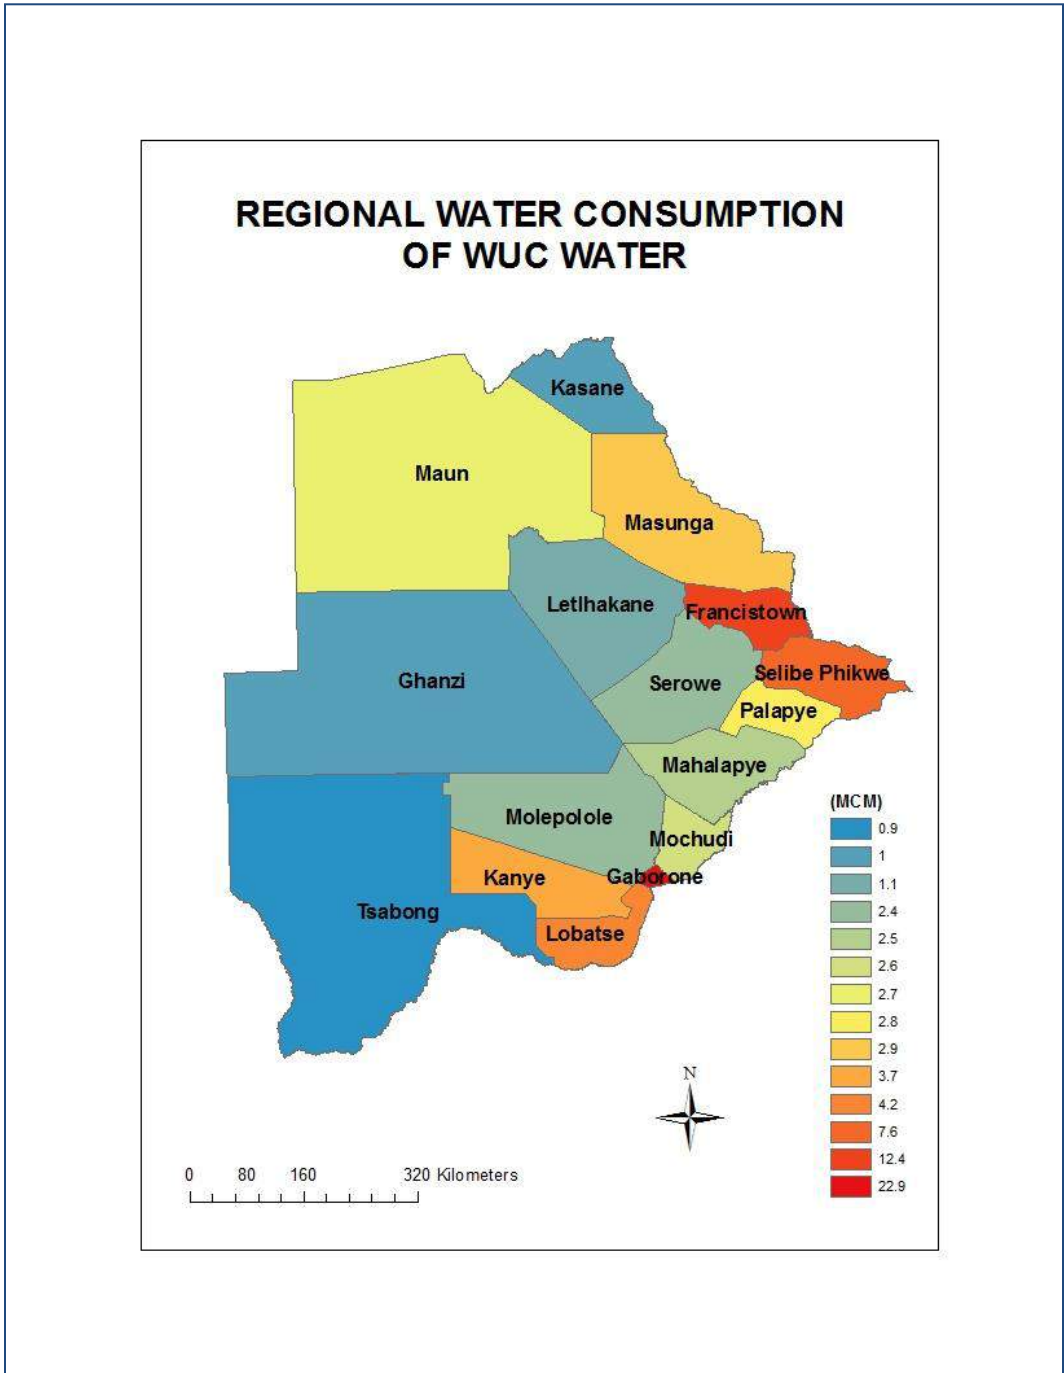 REGIONAL WATER CONSUMPTION
OF WUC WATER
Kasane
Maun
Masunga
Letlhakane
Francistown
Ghanzi
Serowe
Selibe Phikwe
Palapye
Mahalapye
Molepolole
Mochudi
Kanye
Gaborone
Tsabong
Lobatse
(MCM)
0.9
1
1.1
2.4
2.5
2.6
2.7
2.8
2.9
3.7
4.2
7.6
12.4
22.9
N
0 80 160 320 Kilometers